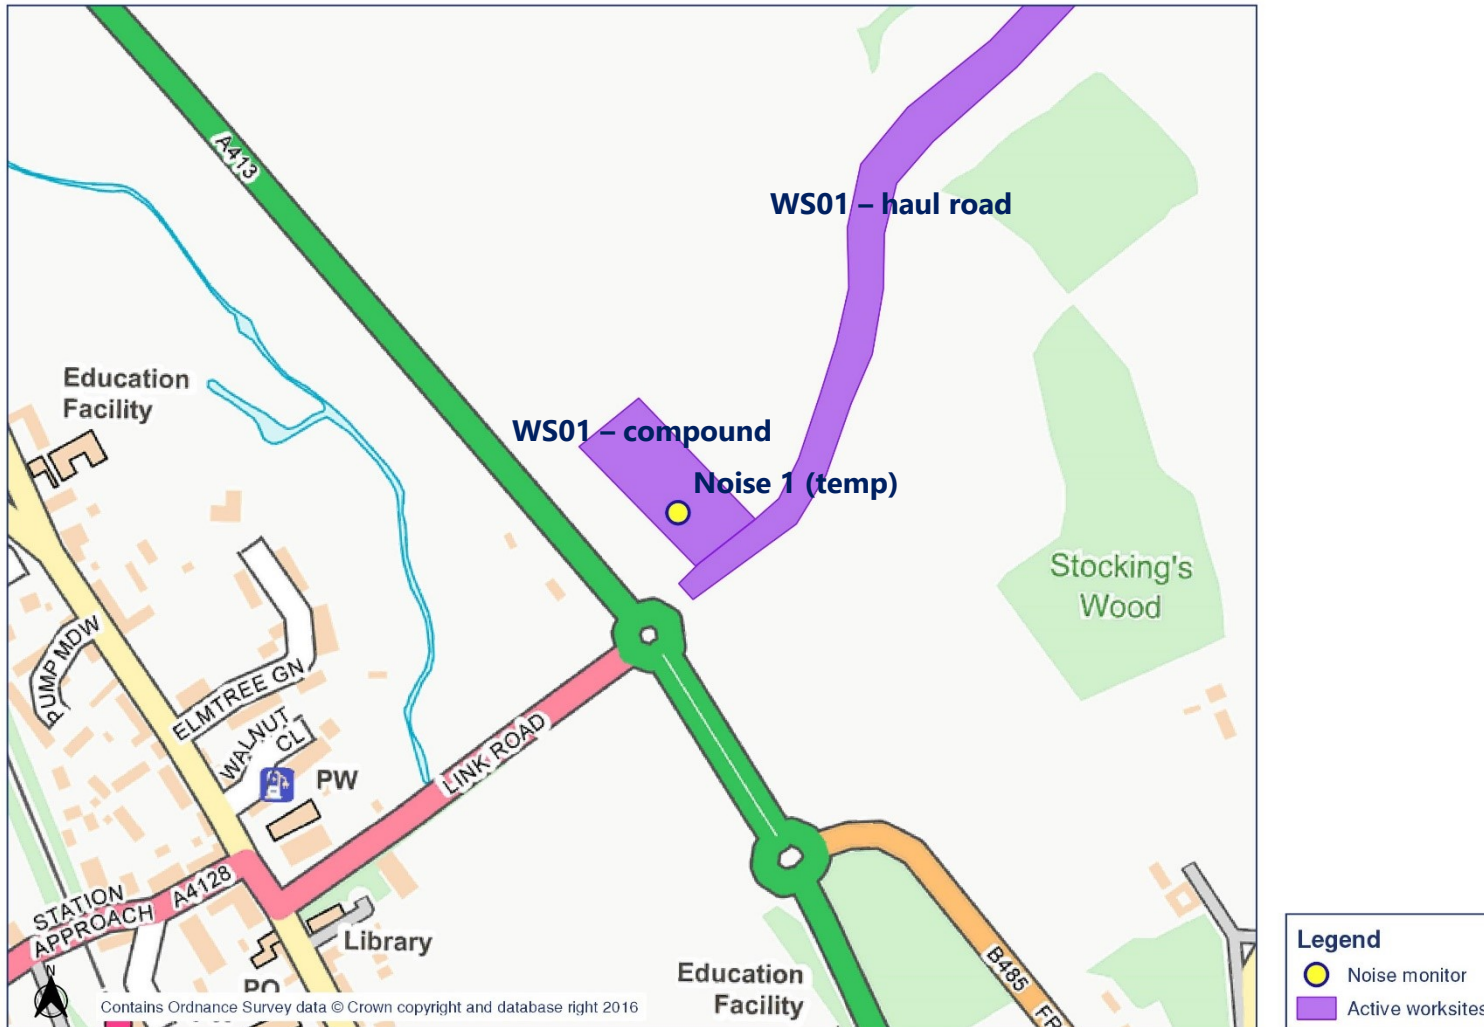 A413
WS01 – haul road
Education
Facility
WS01 – compound
Noise 1 (temp)
Stocking's
Wood
PUMP MDW
ELMTREE GN
WALNUT
CL
PW
LINK ROAD
STATION
APPROACH
A4128
Library
PO
Education
Facility
B485
FR
N
Contains Ordnance Survey data © Crown copyright and database right 2016
Legend
Noise monitor
Active worksites